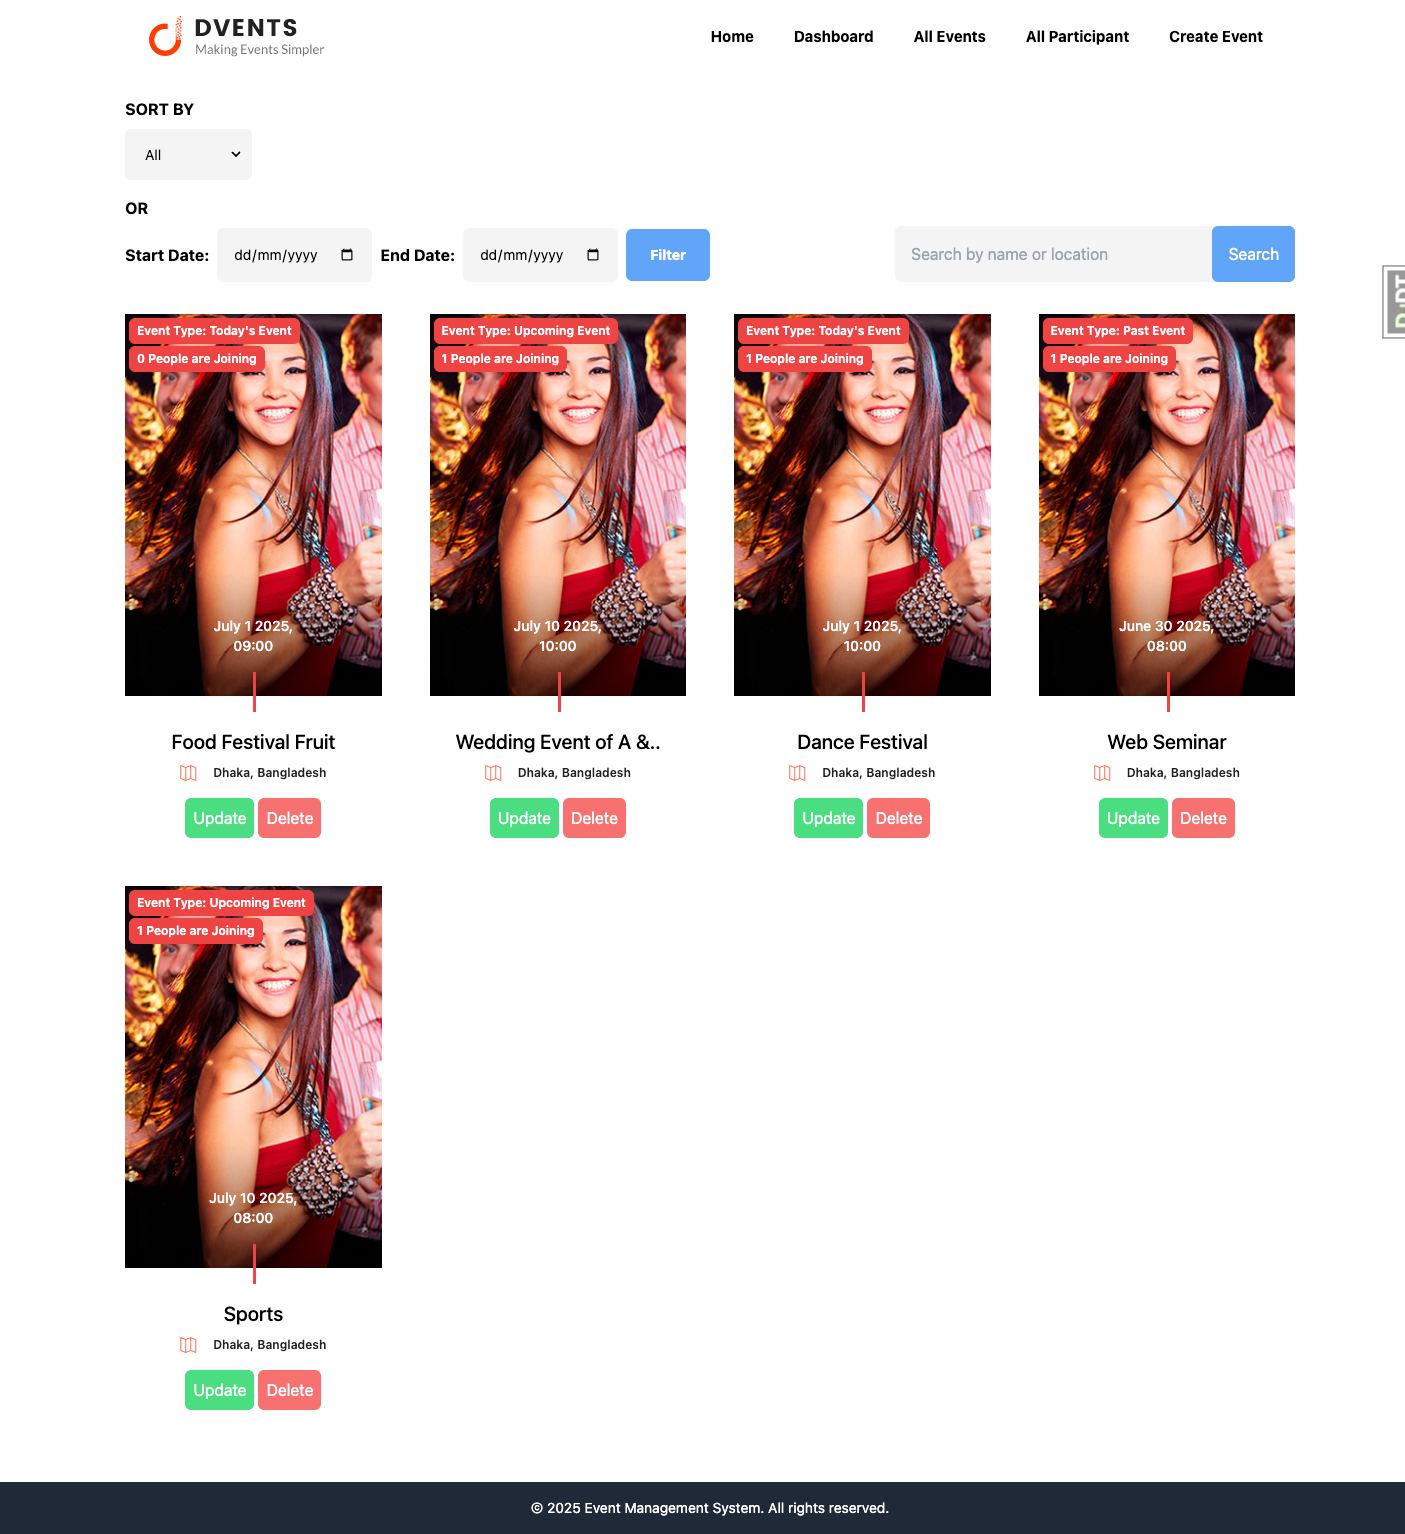 DVENTS
Making Events Simpler
Home Dashboard All Events All Participant Create Event
SORT BY
All
OR
Start Date: dd/mm/yyyy End Date: dd/mm/yyyy Filter Search by name or location Search
DjDT
Event Type: Today's Event
0 People are Joining
July 1 2025,
09:00
Food Festival Fruit
Dhaka, Bangladesh
Update Delete
Event Type: Upcoming Event
1 People are Joining
July 10 2025,
10:00
Wedding Event of A &..
Dhaka, Bangladesh
Update Delete
Event Type: Today's Event
1 People are Joining
July 1 2025,
10:00
Dance Festival
Dhaka, Bangladesh
Update Delete
Event Type: Past Event
1 People are Joining
June 30 2025,
08:00
Web Seminar
Dhaka, Bangladesh
Update Delete
Event Type: Upcoming Event
1 People are Joining
July 10 2025,
08:00
Sports
Dhaka, Bangladesh
Update Delete
© 2025 Event Management System. All rights reserved.